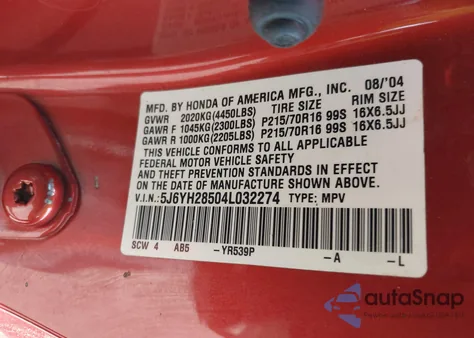 MFD. BY HONDA OF AMERICA MFG., INC. 08/'04
GVWR 2020KG(4450LBS) TIRE SIZE RIM SIZE
GAWR F 1045KG(2300LBS) P215/70R16 99S 16X6.5JJ
GAWR R 1000KG(2205LBS) P215/70R16 99S 16X6.5JJ
THIS VEHICLE CONFORMS TO ALL APPLICABLE
FEDERAL MOTOR VEHICLE SAFETY
AND THEFT PREVENTION STANDARDS IN EFFECT
ON THE DATE OF MANUFACTURE SHOWN ABOVE.
V.I.N.:5J6YH28504L032274 TYPE: MPV
SCW 4 AB5 -YR539P -A -L
autoSnap